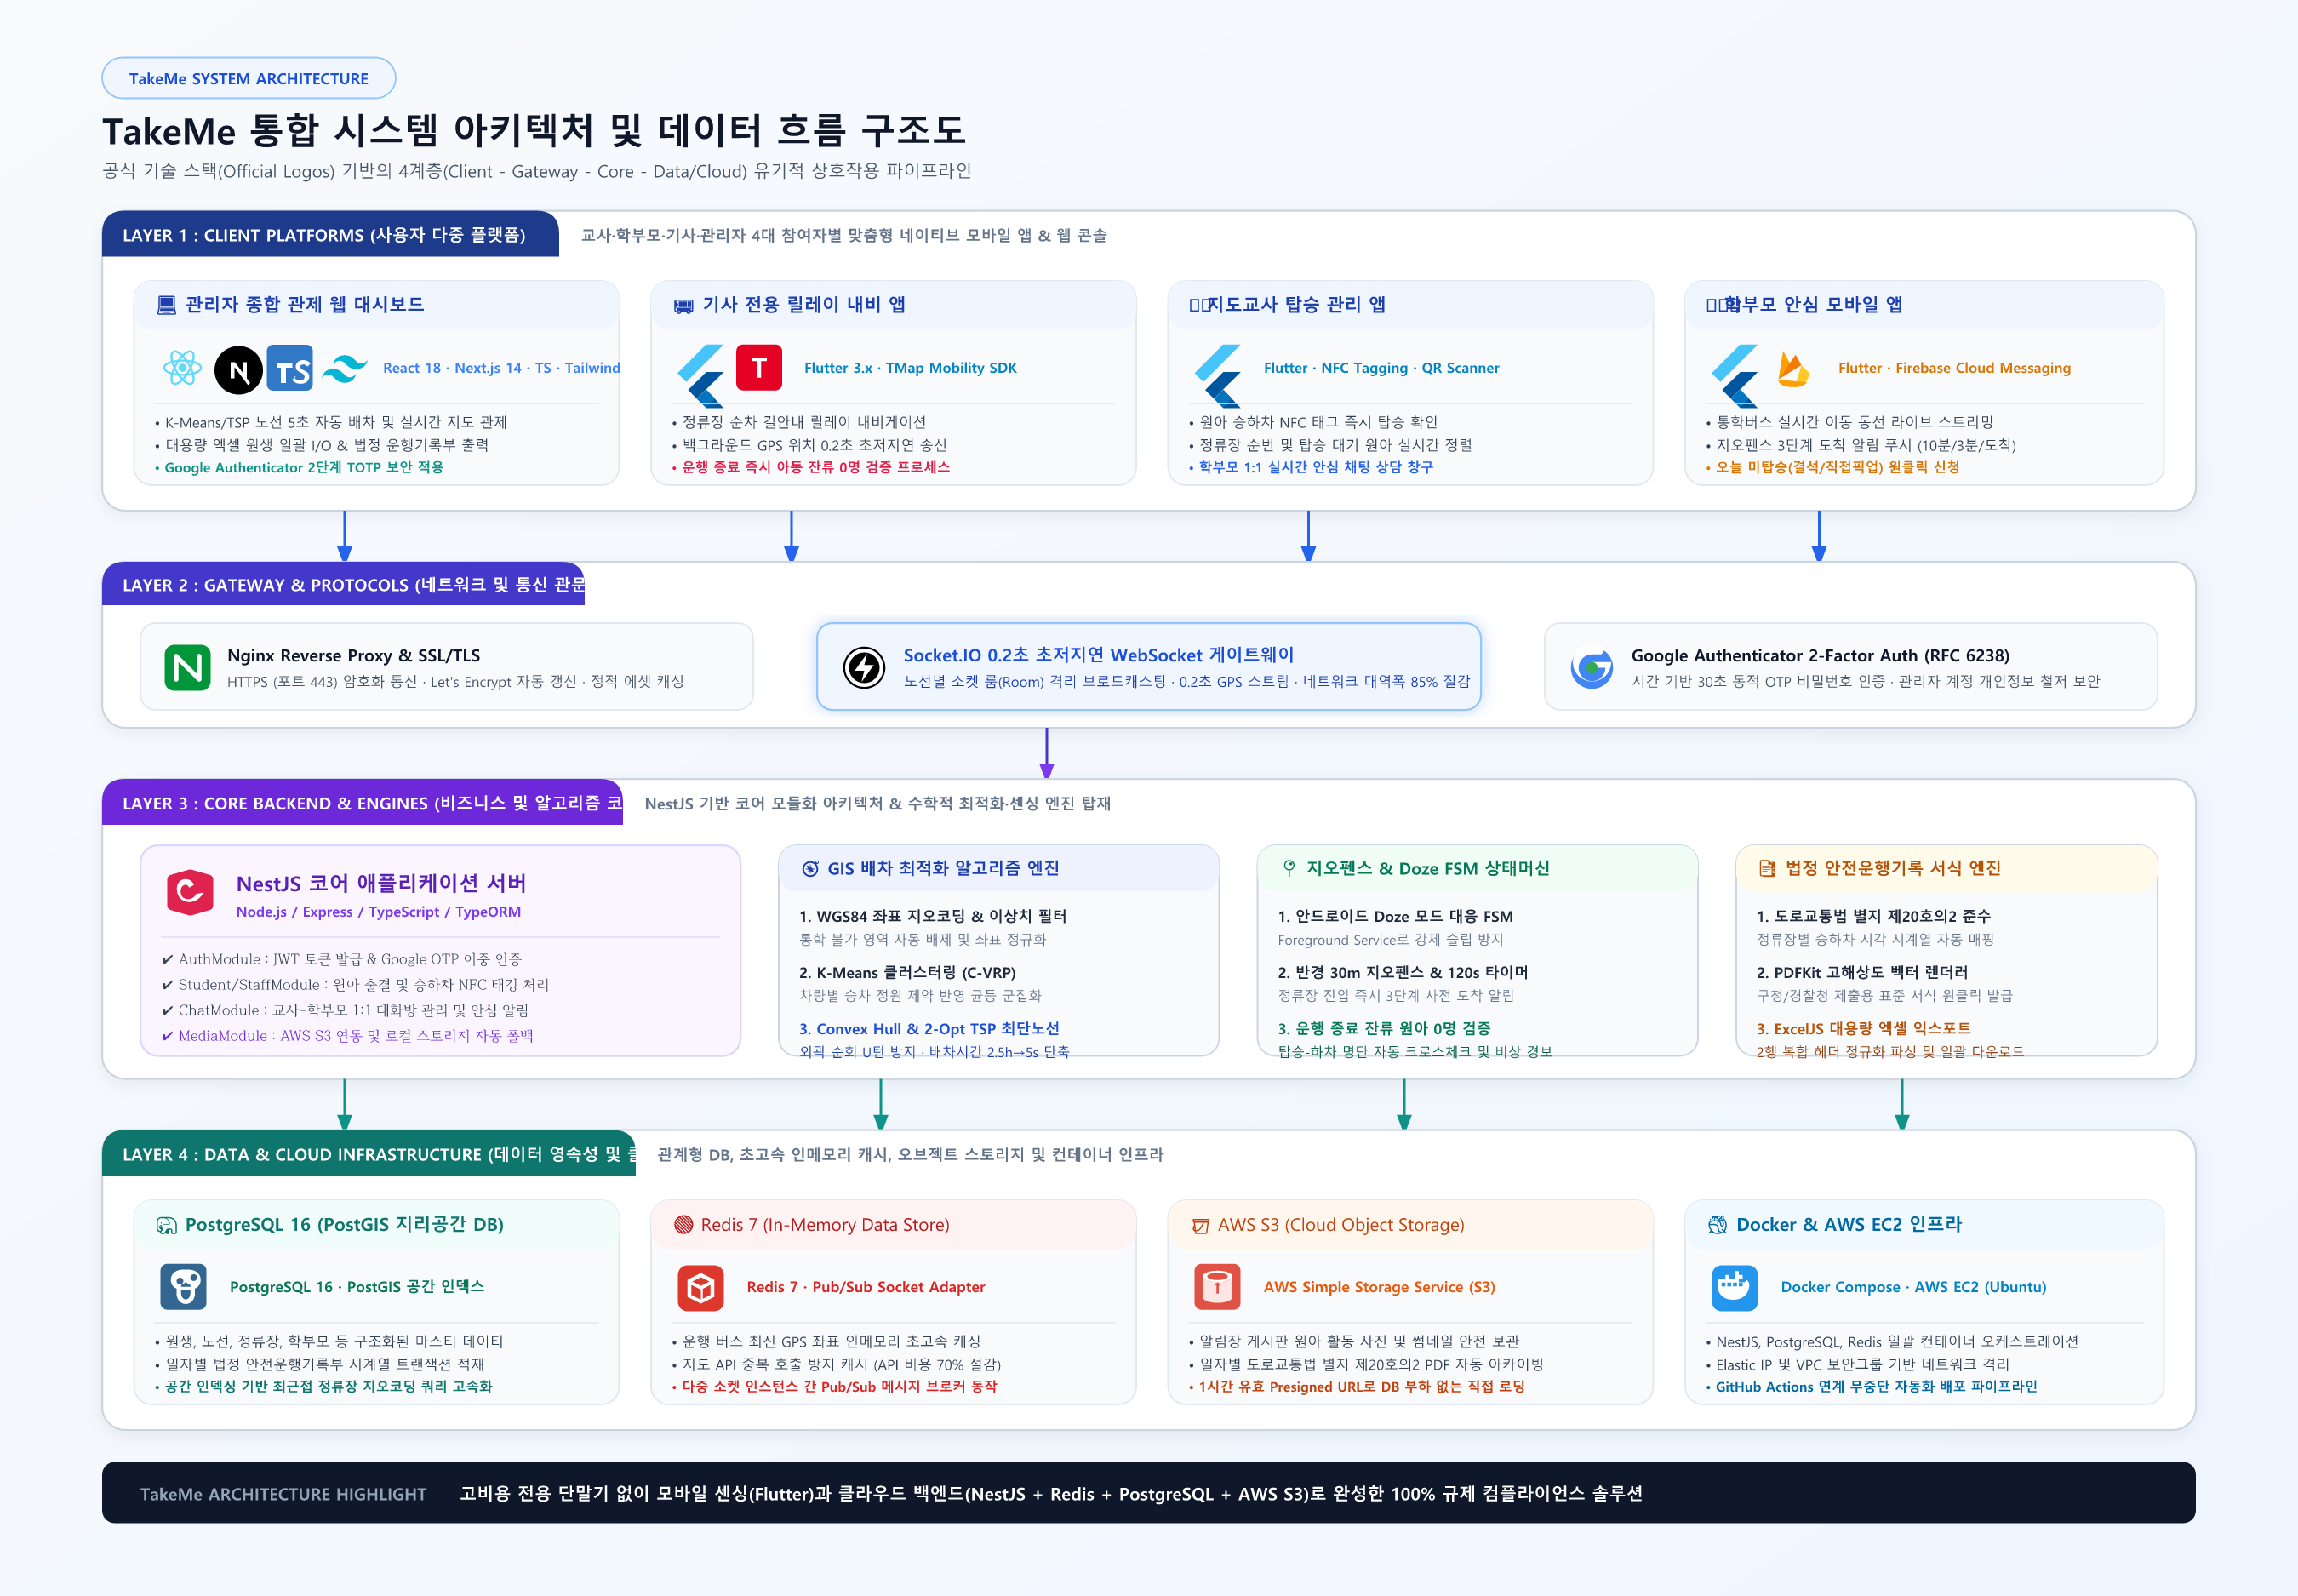 TakeMe SYSTEM ARCHITECTURE
TakeMe 통합 시스템 아키텍처 및 데이터 흐름 구조도
공식 기술 스택(Official Logos) 기반의 4계층(Client - Gateway - Core - Data/Cloud) 유기적 상호작용 파이프라인
LAYER 1 : CLIENT PLATFORMS (사용자 다중 플랫폼)
교사·학부모·기사·관리자 4대 참여자별 맞춤형 네이티브 모바일 앱 & 웹 콘솔
관리자 종합 관제 웹 대시보드
TS
React 18 · Next.js 14 · TS · Tailwind
• K-Means/TSP 노선 5초 자동 배차 및 실시간 지도 관제
• 대용량 엑셀 원생 일괄 I/O & 법정 운행기록부 출력
• Google Authenticator 2단계 TOTP 보안 적용
기사 전용 릴레이 내비 앱
T
Flutter 3.x · TMap Mobility SDK
• 정류장 순차 길안내 릴레이 내비게이션
• 백그라운드 GPS 위치 0.2초 초저지연 송신
• 운행 종료 즉시 아동 잔류 0명 검증 프로세스
지도교사 탑승 관리 앱
Flutter · NFC Tagging · QR Scanner
• 원아 승하차 NFC 태그 즉시 탑승 확인
• 정류장 순번 및 탑승 대기 원아 실시간 정렬
• 학부모 1:1 실시간 안심 채팅 상담 창구
학부모 안심 모바일 앱
Flutter · Firebase Cloud Messaging
• 통학버스 실시간 이동 동선 라이브 스트리밍
• 지오펜스 3단계 도착 알림 푸시 (10분/3분/도착)
• 오늘 미탑승(결석/직접픽업) 원클릭 신청
LAYER 2 : GATEWAY & PROTOCOLS (네트워크 및 통신 관문
Nginx Reverse Proxy & SSL/TLS
HTTPS (포트 443) 암호화 통신 · Let's Encrypt 자동 갱신 · 정적 에셋 캐싱
Socket.IO 0.2초 초저지연 WebSocket 게이트웨이
노선별 소켓 룸(Room) 격리 브로드캐스팅 · 0.2초 GPS 스트림 · 네트워크 대역폭 85% 절감
Google Authenticator 2-Factor Auth (RFC 6238)
시간 기반 30초 동적 OTP 비밀번호 인증 · 관리자 계정 개인정보 철저 보안
LAYER 3 : CORE BACKEND & ENGINES (비즈니스 및 알고리즘 코
NestJS 기반 코어 모듈화 아키텍처 & 수학적 최적화·센싱 엔진 탑재
NestJS 코어 애플리케이션 서버
Node.js / Express / TypeScript / TypeORM
✔ AuthModule : JWT 토큰 발급 & Google OTP 이중 인증
✔ Student/StaffModule : 원아 출결 및 승하차 NFC 태깅 처리
✔ ChatModule : 교사-학부모 1:1 대화방 관리 및 안심 알림
✔ MediaModule : AWS S3 연동 및 로컬 스토리지 자동 폴백
GIS 배차 최적화 알고리즘 엔진
1. WGS84 좌표 지오코딩 & 이상치 필터
통학 불가 영역 자동 배제 및 좌표 정규화
2. K-Means 클러스터링 (C-VRP)
차량별 승차 정원 제약 반영 균등 군집화
3. Convex Hull & 2-Opt TSP 최단노선
외곽 순회 U턴 방지 · 배차시간 2.5h→5s 단축
지오펜스 & Doze FSM 상태머신
1. 안드로이드 Doze 모드 대응 FSM
Foreground Service로 강제 슬립 방지
2. 반경 30m 지오펜스 & 120s 타이머
정류장 진입 즉시 3단계 사전 도착 알림
3. 운행 종료 잔류 원아 0명 검증
탑승-하차 명단 자동 크로스체크 및 비상 경보
법정 안전운행기록 서식 엔진
1. 도로교통법 별지 제20호의2 준수
정류장별 승하차 시각 시계열 자동 매핑
2. PDFKit 고해상도 벡터 렌더러
구청/경찰청 제출용 표준 서식 원클릭 발급
3. ExcelJS 대용량 엑셀 익스포트
2행 복합 헤더 정규화 파싱 및 일괄 다운로드
LAYER 4 : DATA & CLOUD INFRASTRUCTURE (데이터 영속성 및
관계형 DB, 초고속 인메모리 캐시, 오브젝트 스토리지 및 컨테이너 인프라
PostgreSQL 16 (PostGIS 지리공간 DB)
PostgreSQL 16 · PostGIS 공간 인덱스
• 원생, 노선, 정류장, 학부모 등 구조화된 마스터 데이터
• 일자별 법정 안전운행기록부 시계열 트랜잭션 적재
• 공간 인덱싱 기반 최근접 정류장 지오코딩 쿼리 고속화
Redis 7 (In-Memory Data Store)
Redis 7 · Pub/Sub Socket Adapter
• 운행 버스 최신 GPS 좌표 인메모리 초고속 캐싱
• 지도 API 중복 호출 방지 캐시 (API 비용 70% 절감)
• 다중 소켓 인스턴스 간 Pub/Sub 메시지 브로커 동작
AWS S3 (Cloud Object Storage)
AWS Simple Storage Service (S3)
• 알림장 게시판 원아 활동 사진 및 썸네일 안전 보관
• 일자별 도로교통법 별지 제20호의2 PDF 자동 아카이빙
• 1시간 유효 Presigned URL로 DB 부하 없는 직접 로딩
Docker & AWS EC2 인프라
Docker Compose · AWS EC2 (Ubuntu)
• NestJS, PostgreSQL, Redis 일괄 컨테이너 오케스트레이션
• Elastic IP 및 VPC 보안그룹 기반 네트워크 격리
• GitHub Actions 연계 무중단 자동화 배포 파이프라인
TakeMe ARCHITECTURE HIGHLIGHT
고비용 전용 단말기 없이 모바일 센싱(Flutter)과 클라우드 백엔드(NestJS + Redis + PostgreSQL + AWS S3)로 완성한 100% 규제 컴플라이언스 솔루션